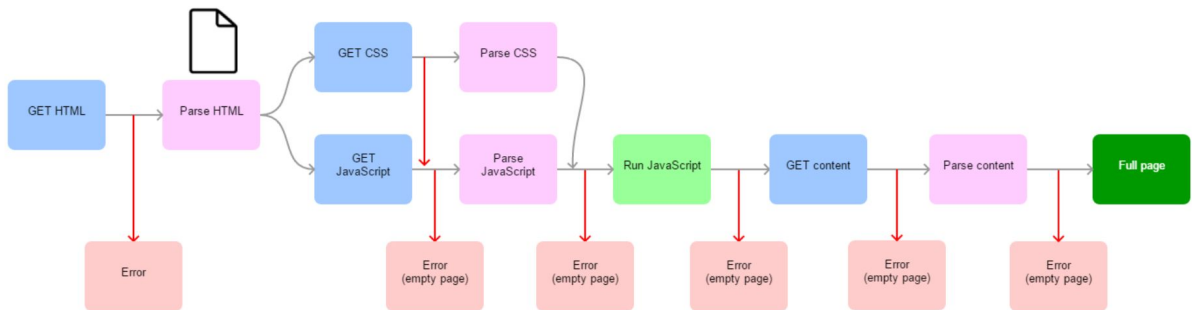 GET CSS
Parse CSS
GET HTML
Parse HTML
GET
JavaScript
Parse
JavaScript
Run JavaScript
GET content
Parse content
Full page
Error
Error
(empty page)
Error
(empty page)
Error
(empty page)
Error
(empty page)
Error
(empty page)